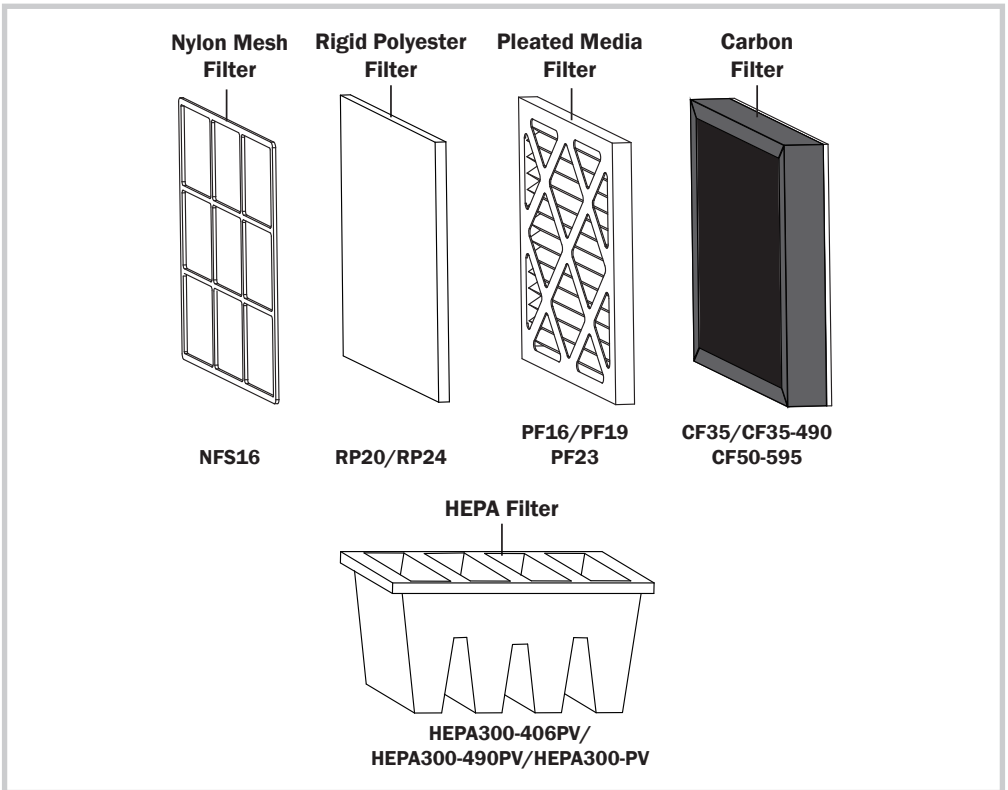 Nylon Mesh
Filter
Rigid Polyester
Filter
Pleated Media
Filter
Carbon
Filter
NFS16
RP20/RP24
PF16/PF19
PF23
CF35/CF35-490
CF50-595
HEPA Filter
HEPA300-406PV/
HEPA300-490PV/HEPA300-PV